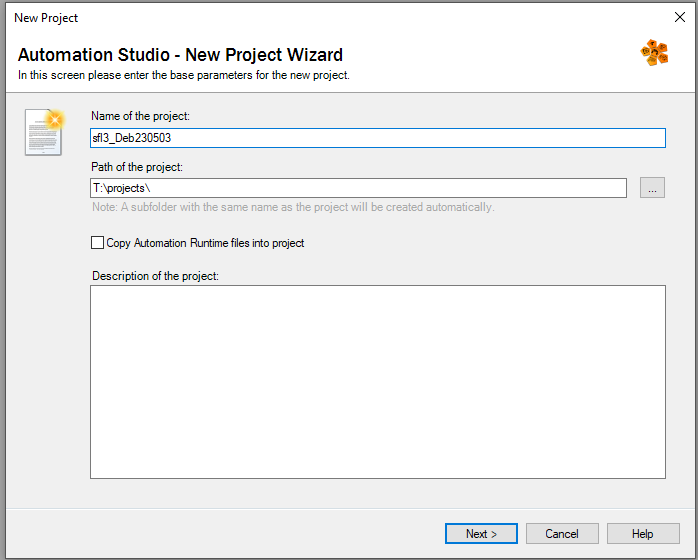 New Project
Automation Studio - New Project Wizard
In this screen please enter the base parameters for the new project.
Name of the project:
sfl3_Deb230503
Path of the project:
T:\projects\
...
Note: A subfolder with the same name as the project will be created automatically.
Copy Automation Runtime files into project
Description of the project:
Next >
Cancel
Help